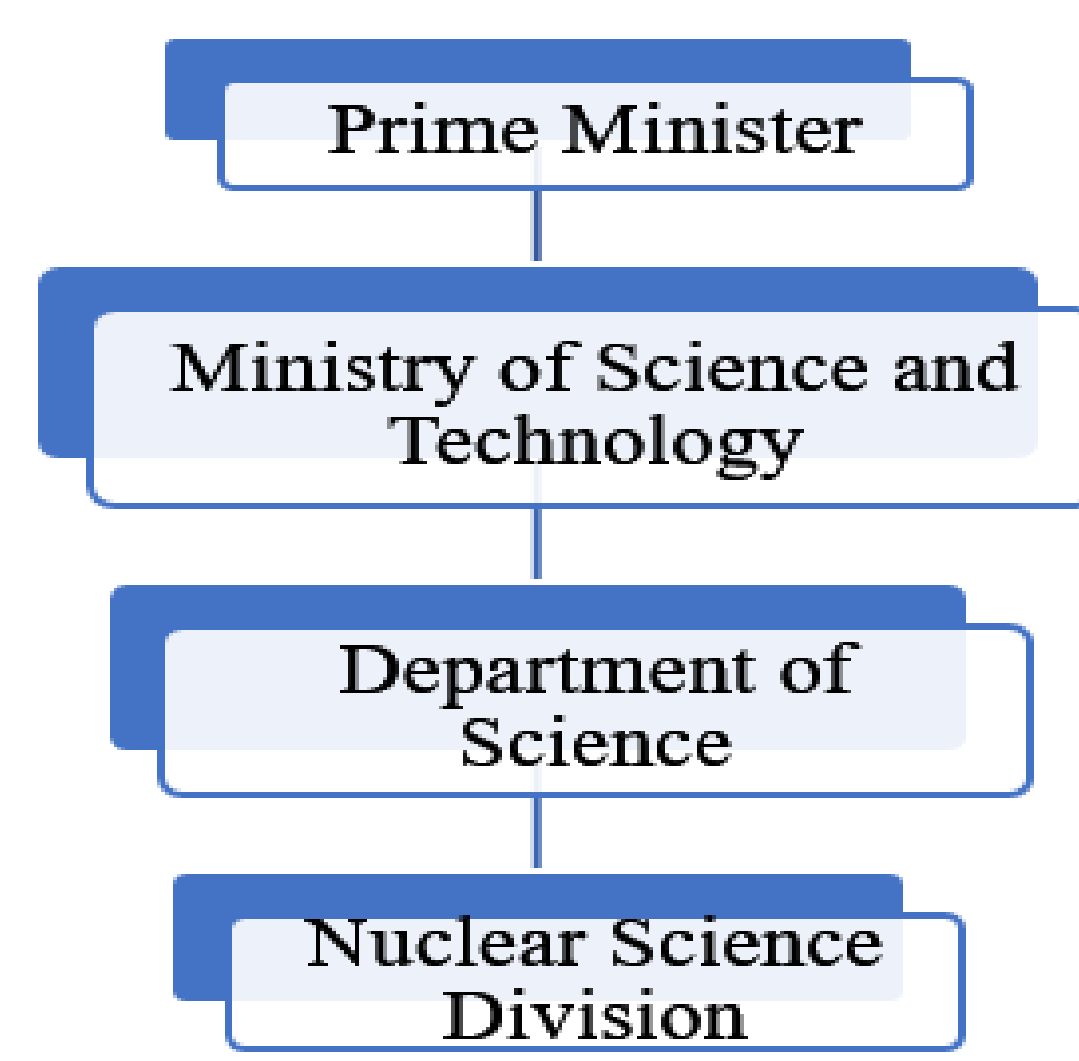 Prime Minister
Ministry of Science and
Technology
Department of
Science
Nuclear Science
Division